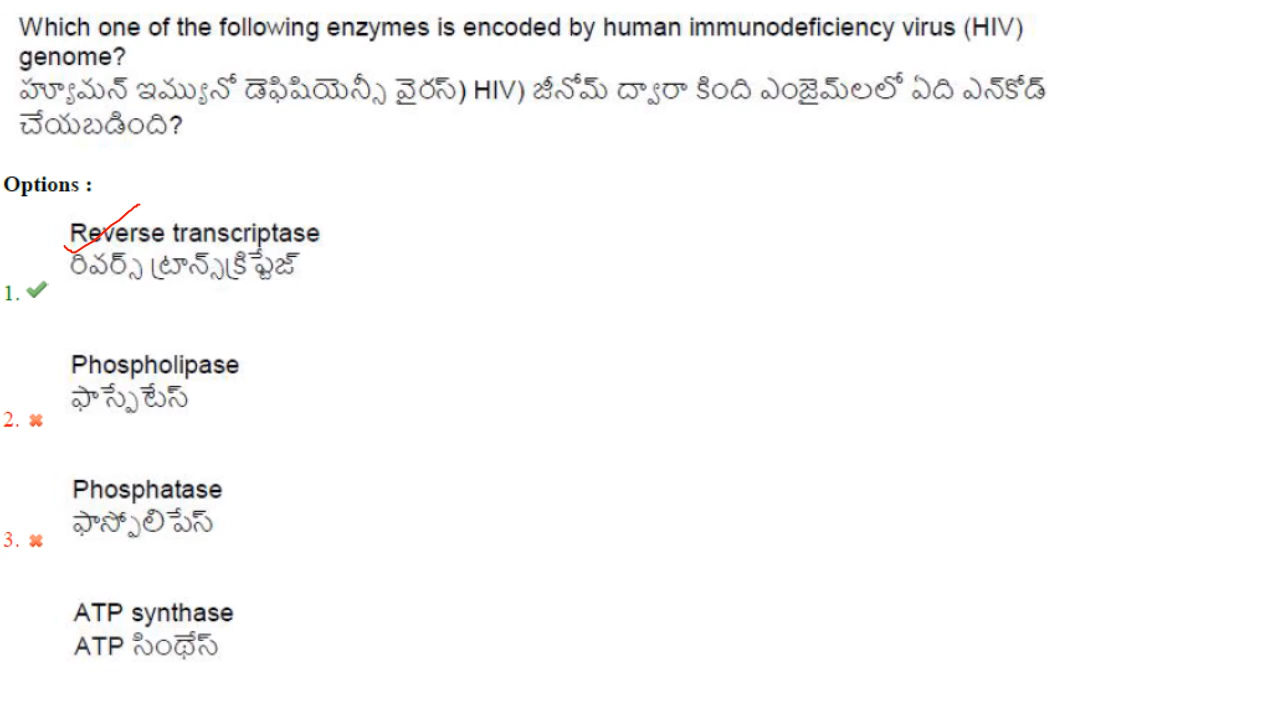 Which one of the following enzymes is encoded by human immunodeficiency virus (HIV)
genome?
హ్యూమన్ ఇమ్యునో డెఫిషియెన్సీ వైరస్) HIV) జీనోమ్ ద్వారా కింది ఎంజైమ్‌లలో ఏది ఎన్‌కోడ్
చేయబడింది?
Options :
Reverse transcriptase
రివర్స్ ట్రాన్స్‌క్రిప్టేజ్
1.
Phospholipase
ఫాస్పేటేస్
2.
Phosphatase
ఫాస్పోలిపేస్
3.
ATP synthase
ATP సింథేస్